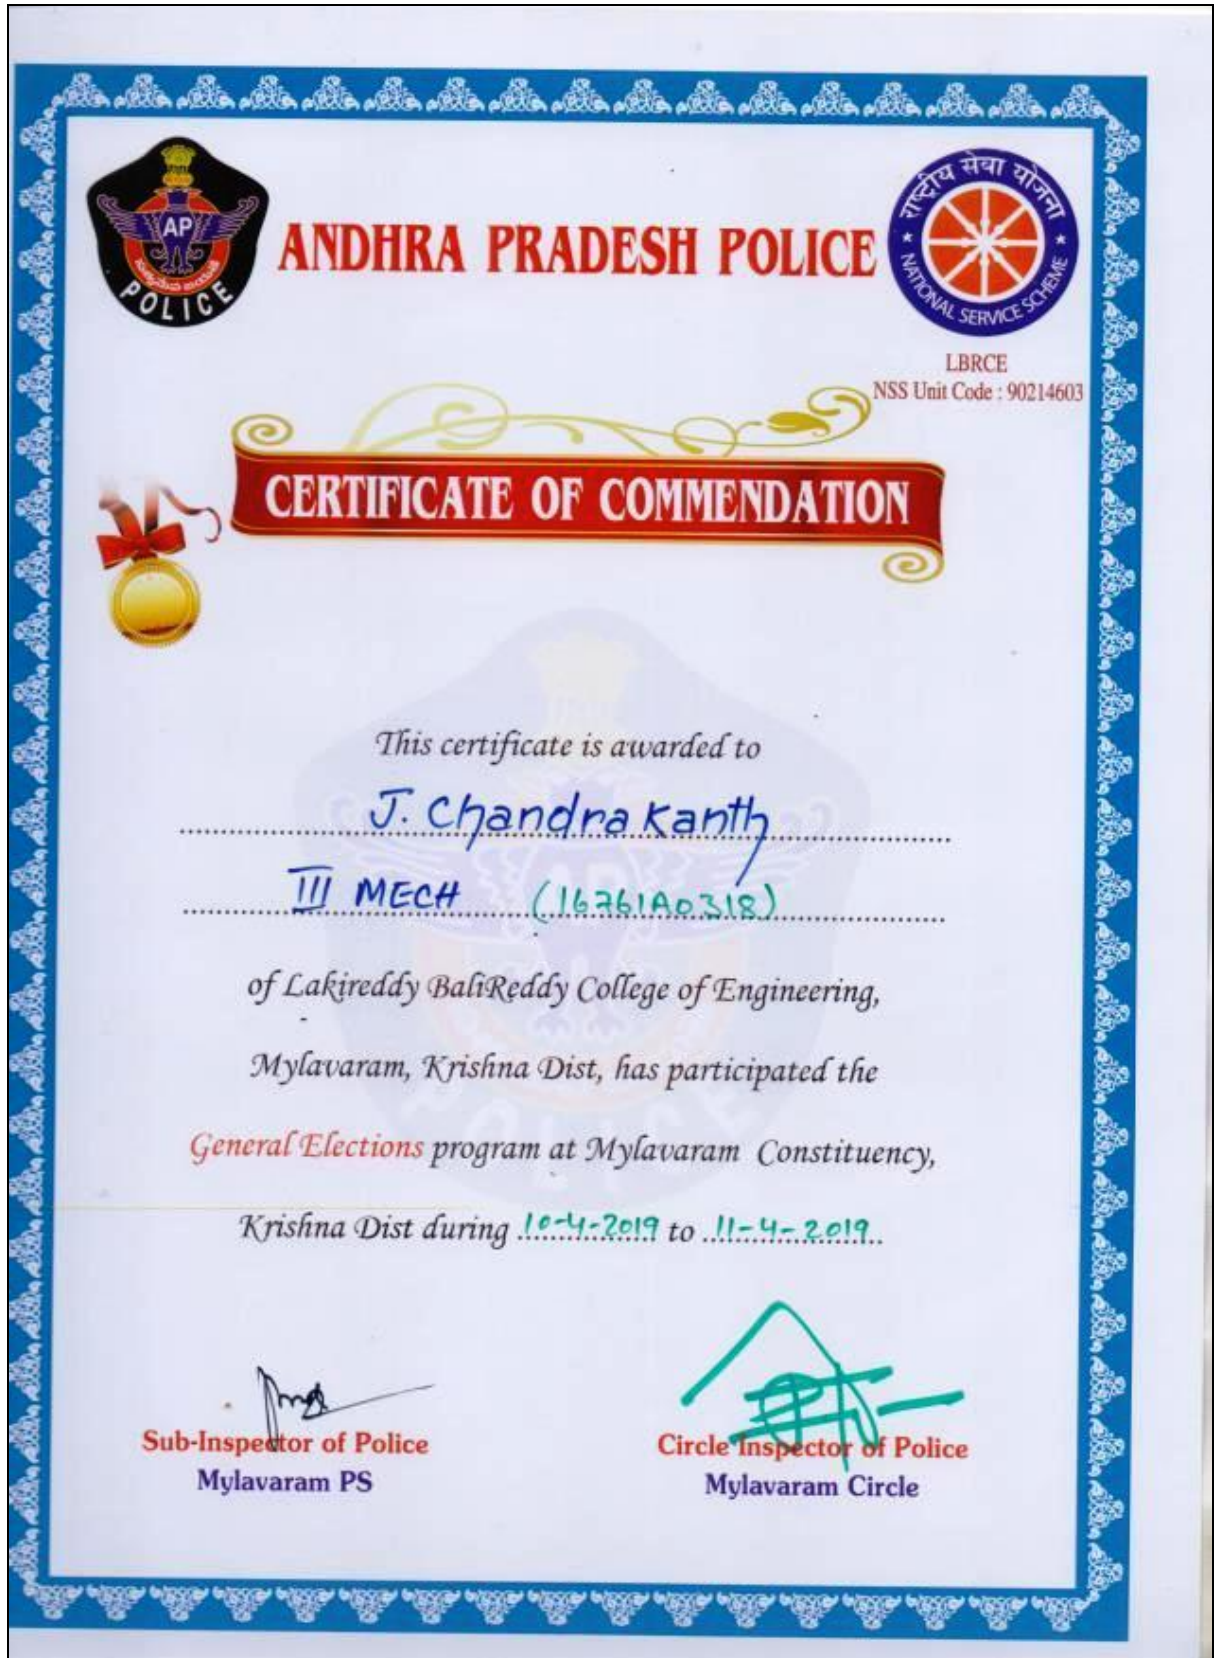 ANDHRA PRADESH POLICE
AP
POLICE
राष्ट्रीय सेवा योजना
NATIONAL SERVICE SCHEME
LBRCE
NSS Unit Code : 90214603
CERTIFICATE OF COMMENDATION
This certificate is awarded to
J. Chandra Kanth
III MECH (16761A0318)
of Lakireddy BaliReddy College of Engineering,
Mylavaram, Krishna Dist, has participated the
General Elections program at Mylavaram Constituency,
Krishna Dist during 10-4-2019 to 11-4-2019
Sub-Inspector of Police
Mylavaram PS
Circle Inspector of Police
Mylavaram Circle